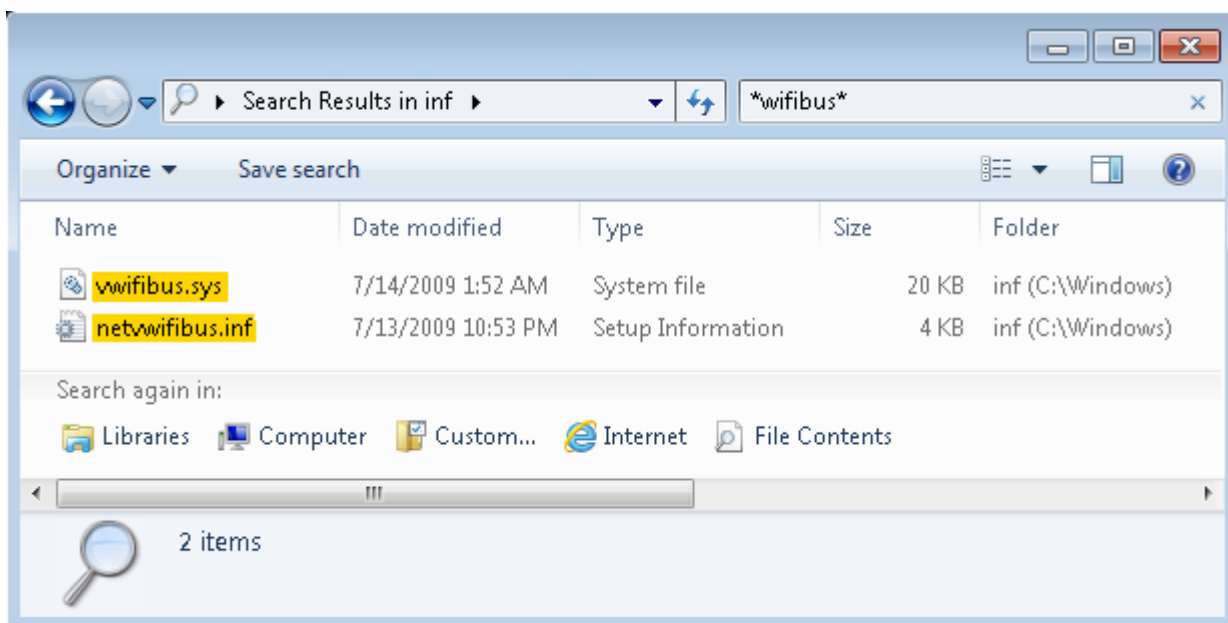 Search Results in inf
*wifibus*
Organize Save search
Name Date modified Type Size Folder
vwifibus.sys 7/14/2009 1:52 AM System file 20 KB inf (C:\Windows)
netvwifibus.inf 7/13/2009 10:53 PM Setup Information 4 KB inf (C:\Windows)
Search again in:
Libraries Computer Custom... Internet File Contents
2 items